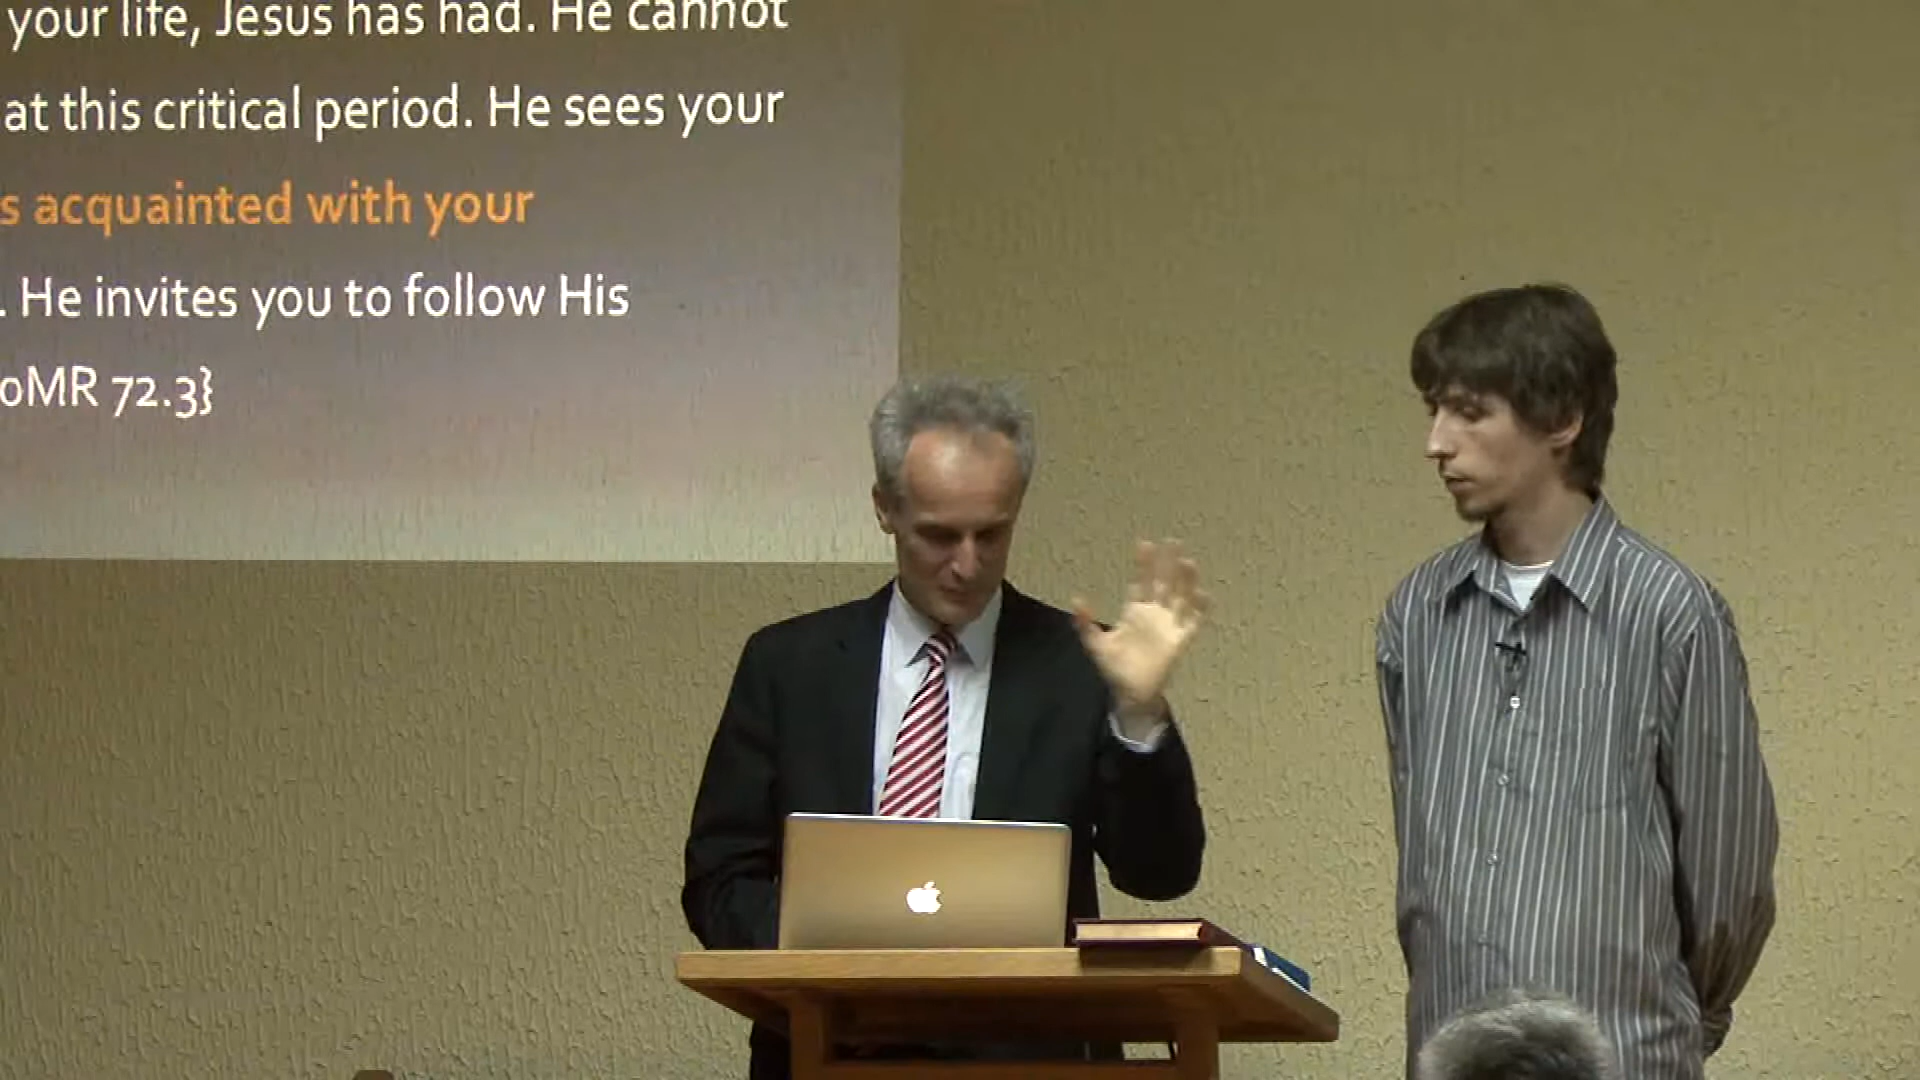 your life, Jesus has had. He cannot
at this critical period. He sees your
s acquainted with your
. He invites you to follow His
oMR 72.3}